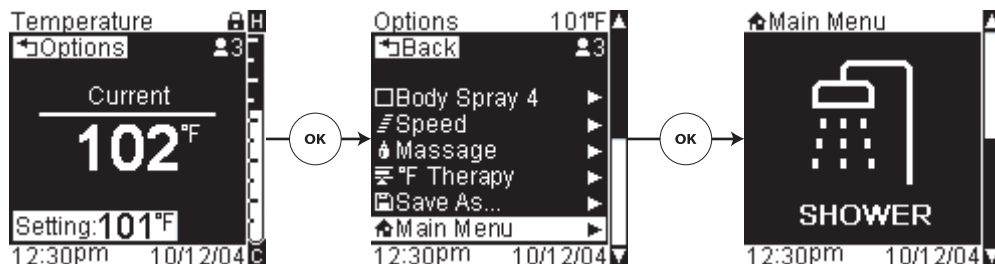 Temperature H
Options 3
Current
102°F
Setting:101°F
12:30pm 10/12/04 C
OK
Options 101°F
Back 3
Body Spray 4
Speed
Massage
°F Therapy
Save As...
Main Menu
12:30pm 10/12/04
OK
Main Menu
SHOWER
12:30pm 10/12/04